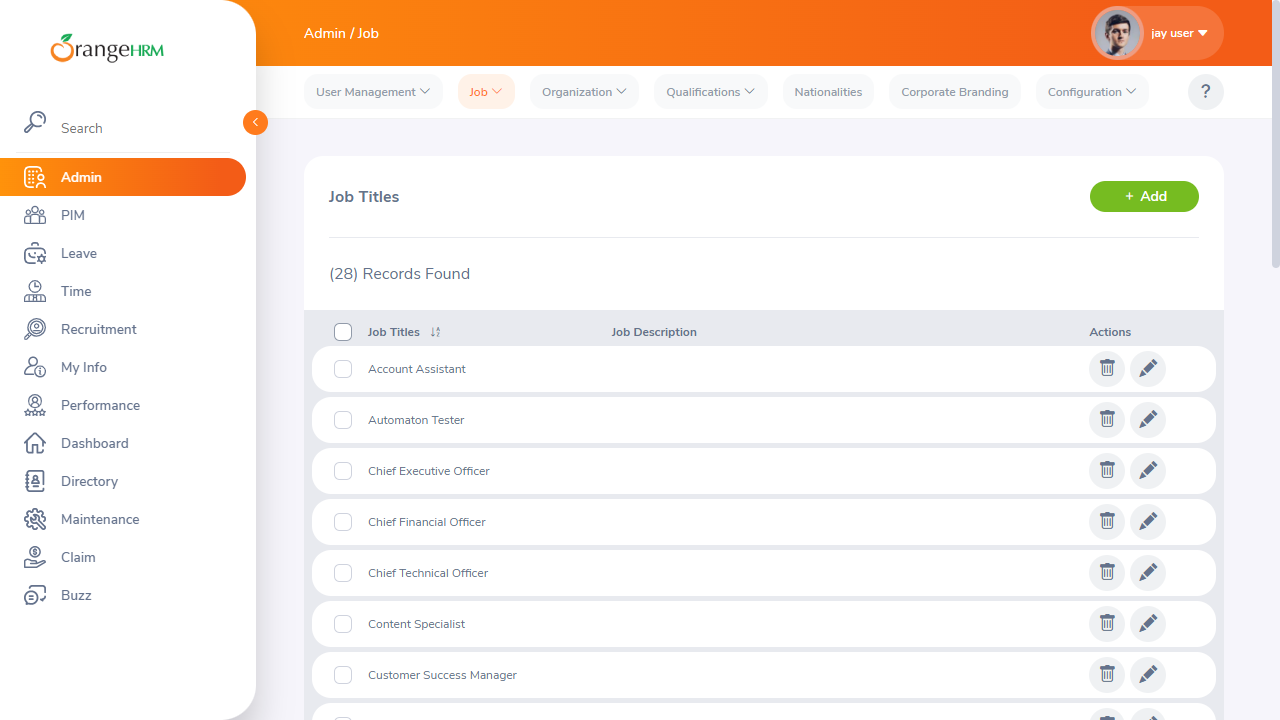 OrangeHRM
Search
Admin
PIM
Leave
Time
Recruitment
My Info
Performance
Dashboard
Directory
Maintenance
Claim
Buzz
Admin / Job
jay user
User Management
Job
Organization
Qualifications
Nationalities
Corporate Branding
Configuration
?
Job Titles
+ Add
(28) Records Found
Job Titles
Job Description
Actions
Account Assistant
Automaton Tester
Chief Executive Officer
Chief Financial Officer
Chief Technical Officer
Content Specialist
Customer Success Manager